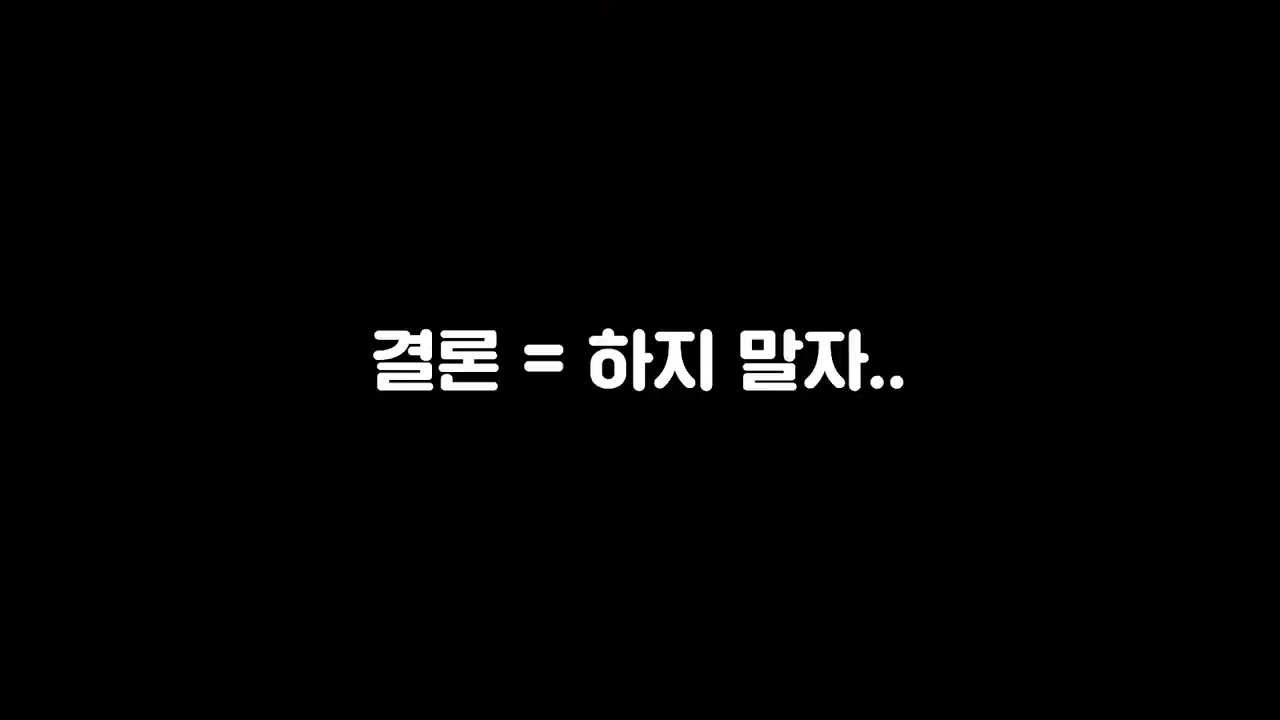 결론 = 하지 말자..